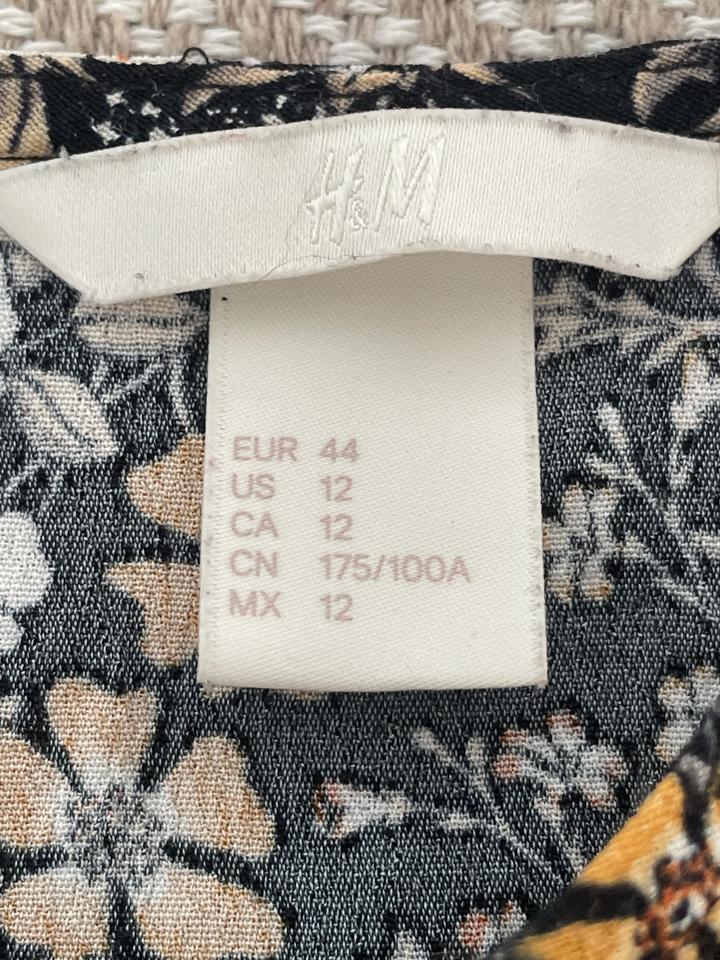 H&M
EUR 44
US 12
CA 12
CN 175/100A
MX 12